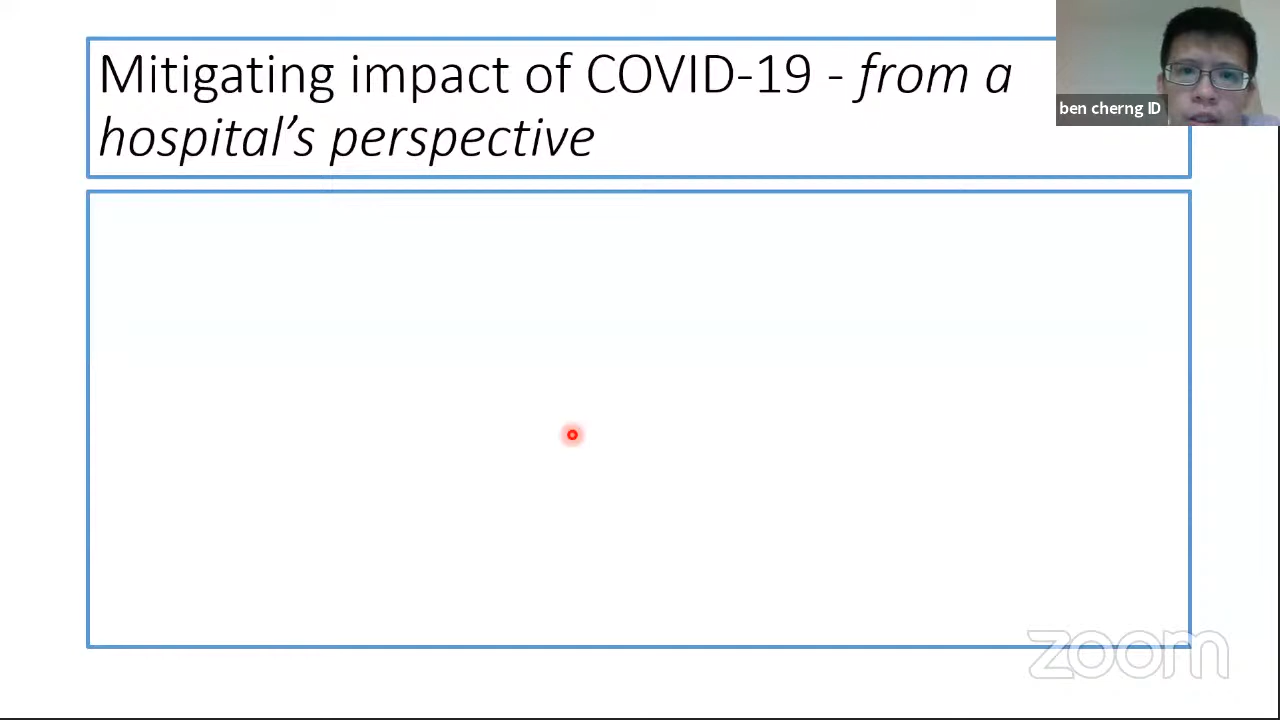 Mitigating impact of COVID-19 - from a
hospital’s perspective
ben cherng ID
zoom